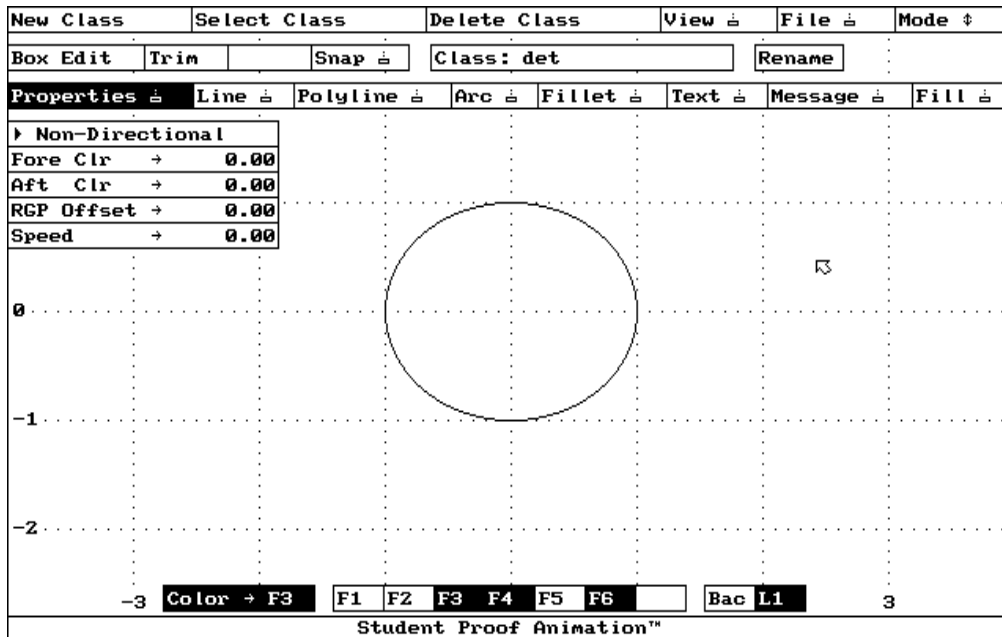 New Class Select Class Delete Class View File Mode
Box Edit Trim Snap Class: det Rename
Properties Line Polyline Arc Fillet Text Message Fill
Non-Directional
Fore Clr → 0.00
Aft Clr → 0.00
RGP Offset → 0.00
Speed → 0.00
0
-1
-2
-3 Color → F3 F1 F2 F3 F4 F5 F6 Bac L1 3
Student Proof Animation™